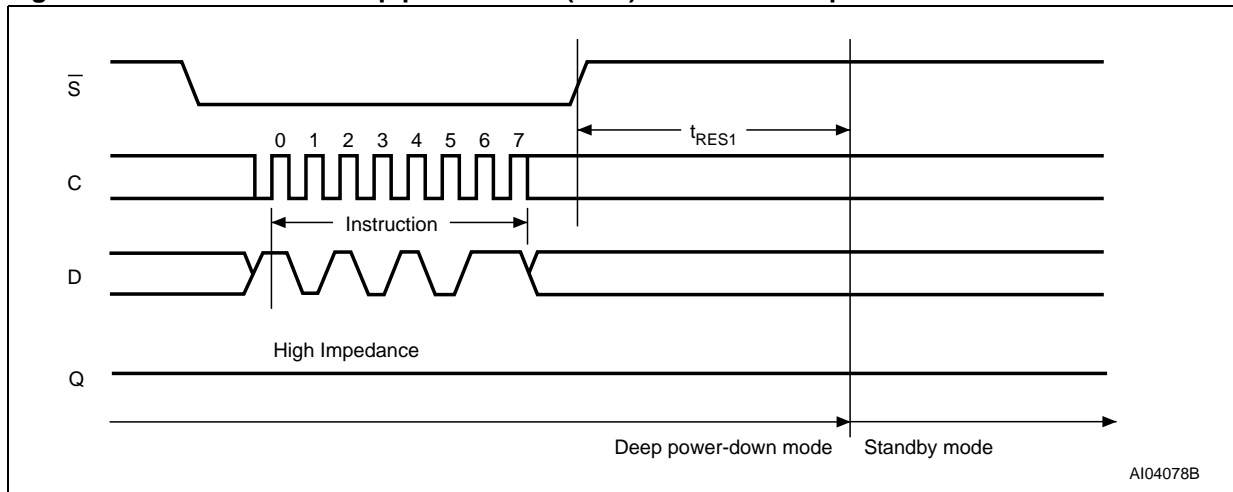 S
0 1 2 3 4 5 6 7
tRES1
C
Instruction
D
High Impedance
Q
Deep power-down mode Standby mode
AI04078B